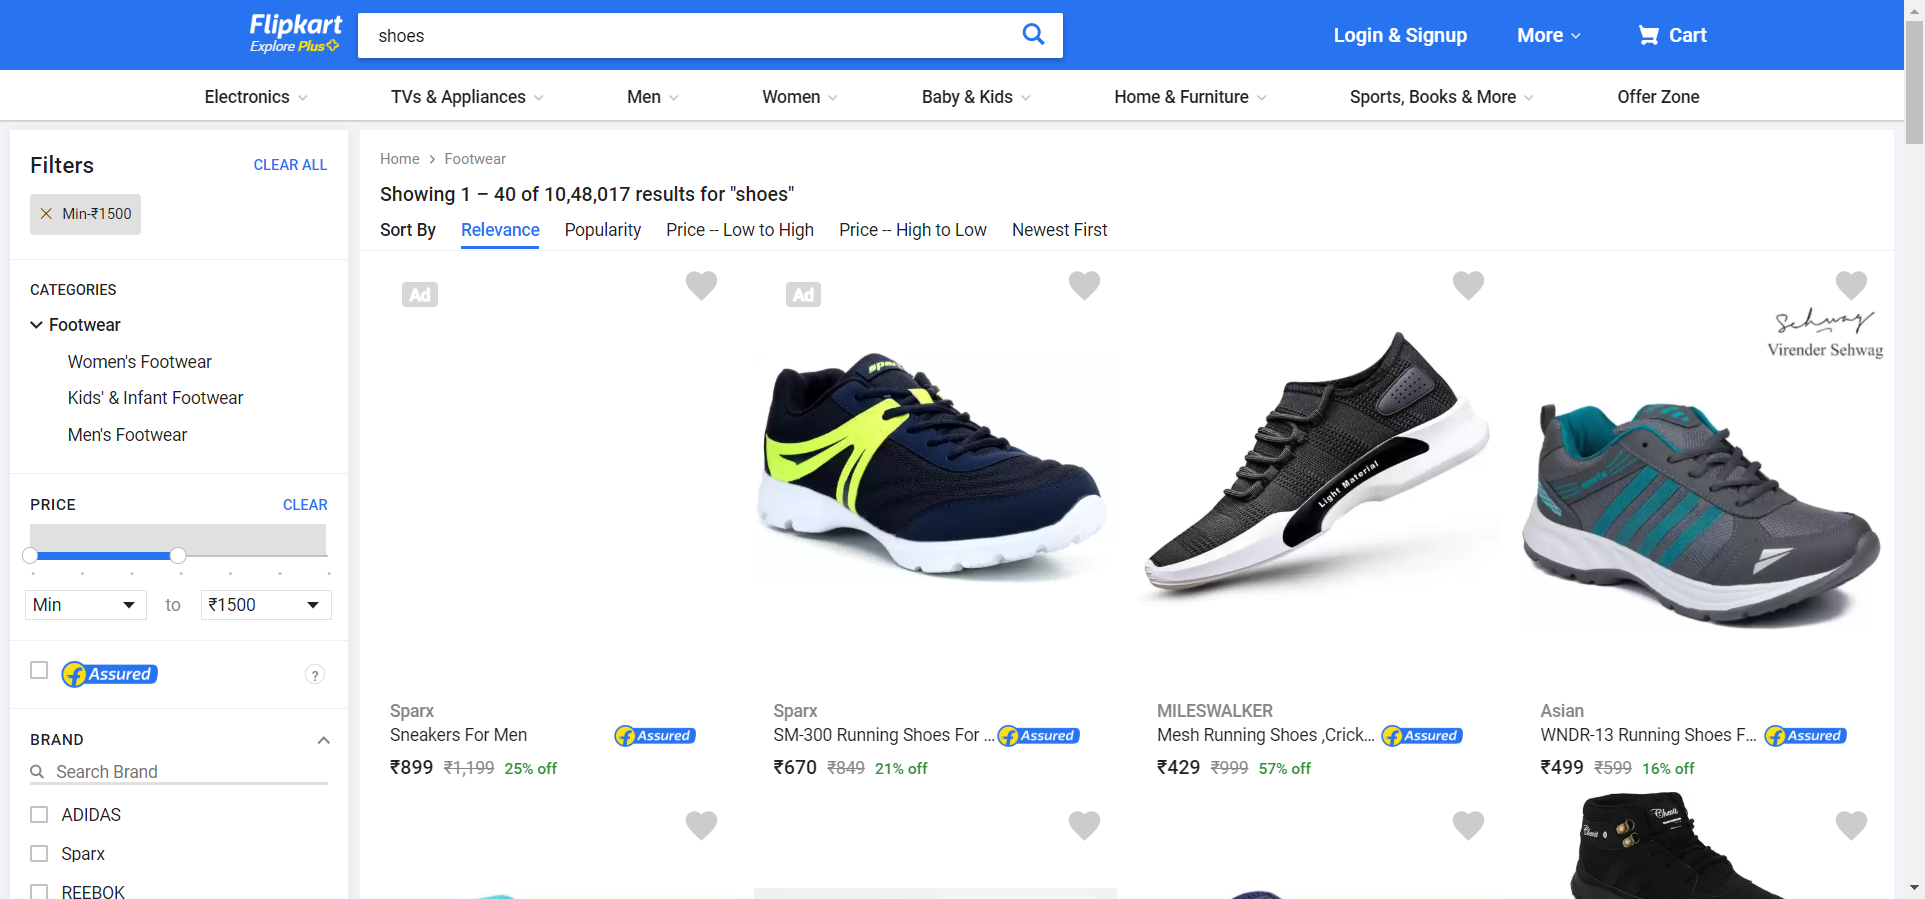 Flipkart
Explore Plus
shoes
Login & Signup
More
Cart
Electronics
TVs & Appliances
Men
Women
Baby & Kids
Home & Furniture
Sports, Books & More
Offer Zone
Filters
CLEAR ALL
Min-₹1500
CATEGORIES
Footwear
Women's Footwear
Kids' & Infant Footwear
Men's Footwear
PRICE
CLEAR
Min
to
₹1500
Assured
?
BRAND
Search Brand
ADIDAS
Sparx
REEBOK
Home > Footwear
Showing 1 – 40 of 10,48,017 results for "shoes"
Sort By
Relevance
Popularity
Price -- Low to High
Price -- High to Low
Newest First
Ad
Sparx
Sneakers For Men
Assured
₹899 ₹1,199 25% off
Ad
Sparx
SM-300 Running Shoes For ...
Assured
₹670 ₹849 21% off
Light Material
MILESWALKER
Mesh Running Shoes ,Crick...
Assured
₹429 ₹999 57% off
Sehwag
Virender Sehwag
Asian
WNDR-13 Running Shoes F...
Assured
₹499 ₹599 16% off